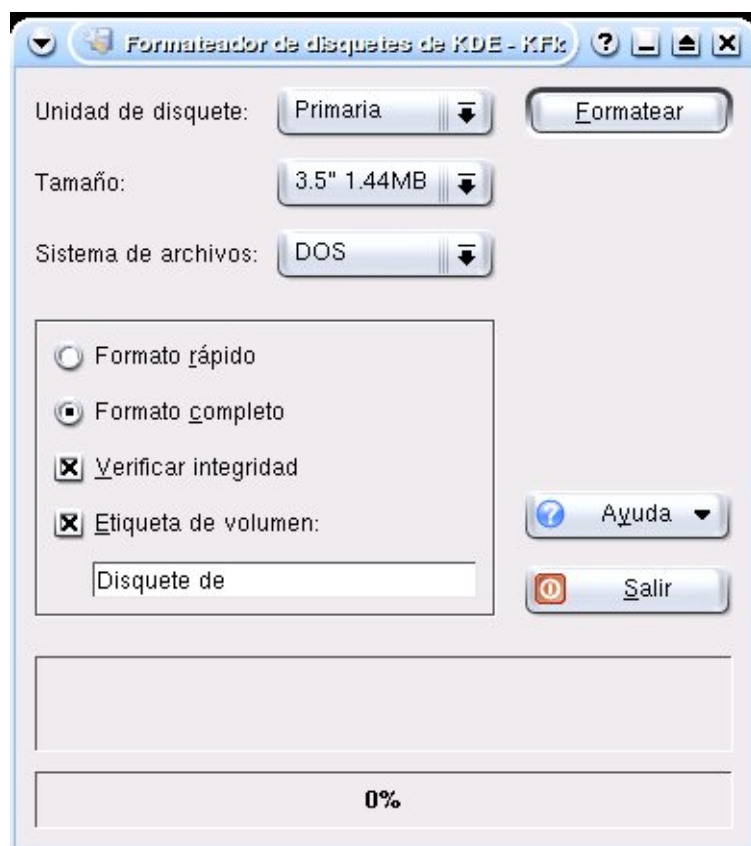 Formateador de disquetes de KDE - KFl
Unidad de disquete: Primaria Formatear
Tamaño: 3.5" 1.44MB
Sistema de archivos: DOS
Formato rápido
Formato completo
Verificar integridad
Etiqueta de volumen:
Disquete de
Ayuda
Salir
0%